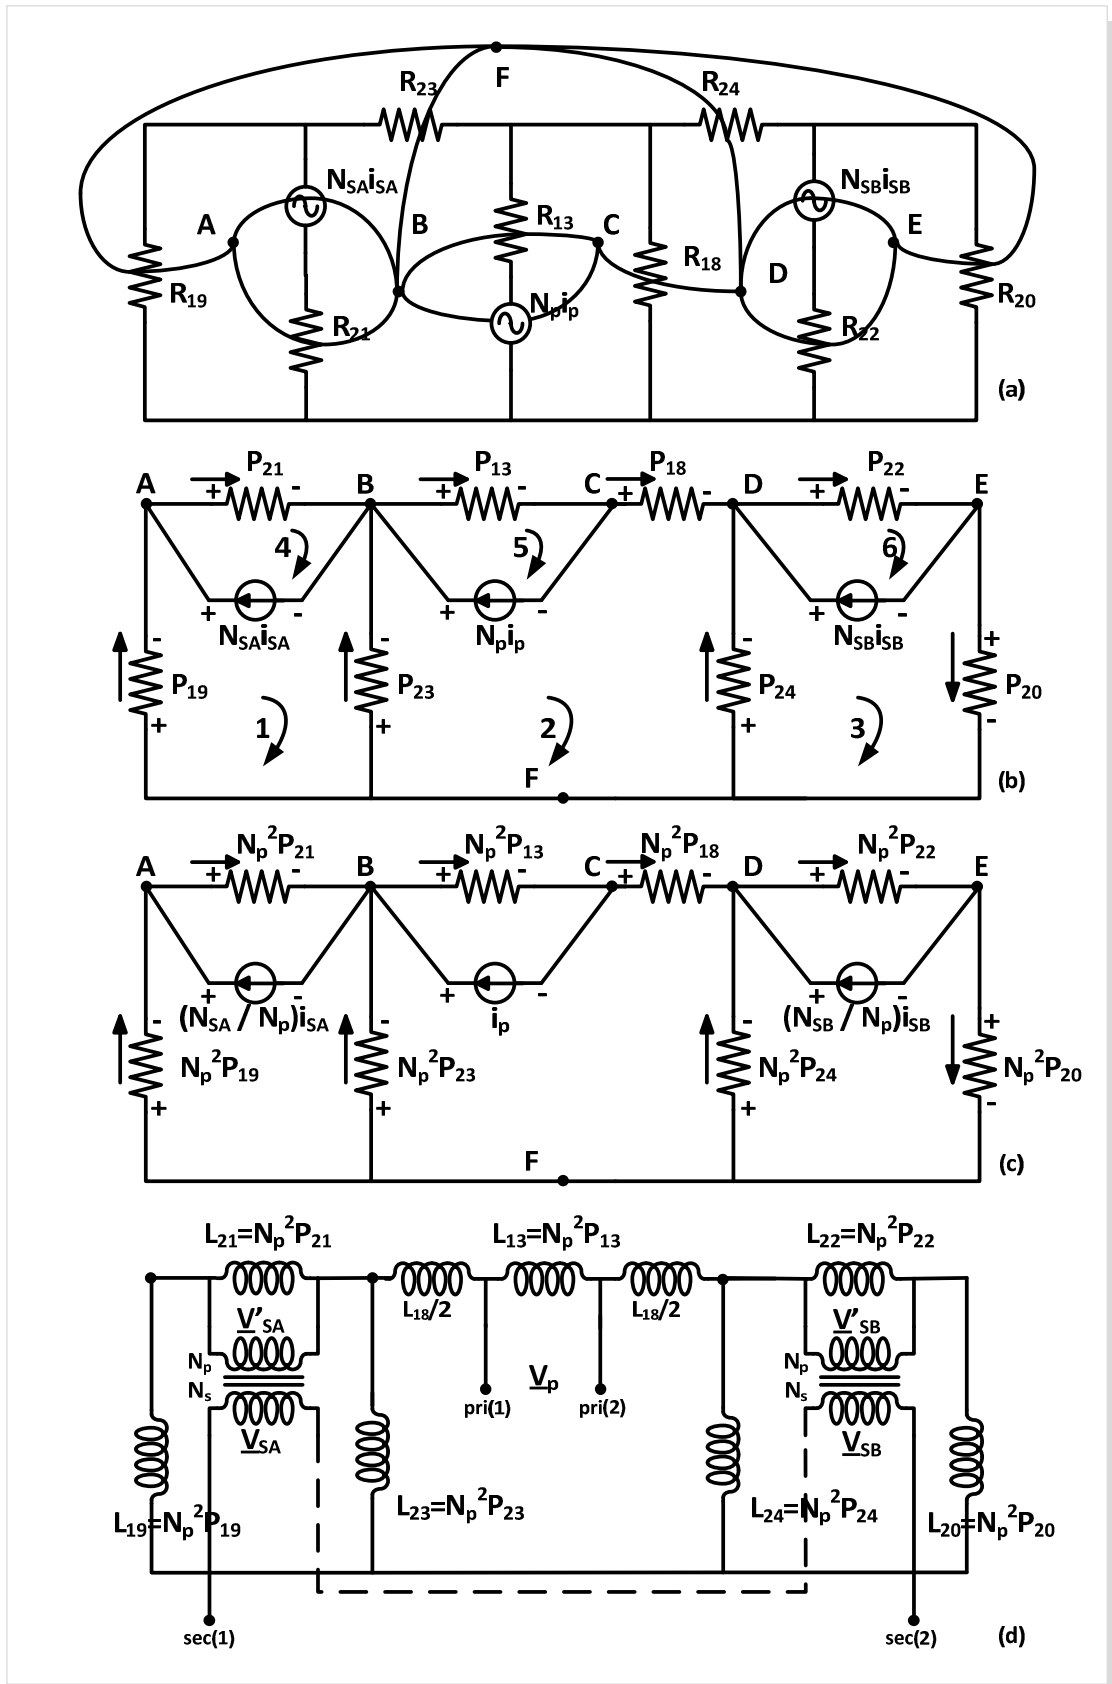 F
R23 R24
NSAiSA NSBiSB
A B R13 C E
R19 R18 D R20
R21 Npip R22
(a)
A P21 B P13 C P18 D P22 E
+ - + - + - + -
4 5 6
+ - + - + -
NSAiSA Npip NSBiSB
- - - +
P19 P23 P24 P20
+ + + -
1 2 3
F
(b)
Np²P21 Np²P13 Np²P18 Np²P22
A B C D E
+ - + - + - + -
+ - + - + -
(NSA / Np)iSA ip (NSB / Np)iSB
- - - +
Np²P19 Np²P23 Np²P24 Np²P20
+ + + -
F
(c)
L21=Np²P21 L13=Np²P13 L22=Np²P22
L18/2 L18/2
V'SA V'SB
Np Vp Np
Ns pri(1) pri(2) Ns
VSA VSB
L19=Np²P19 L23=Np²P23 L24=Np²P24 L20=Np²P20
sec(1) sec(2)
(d)